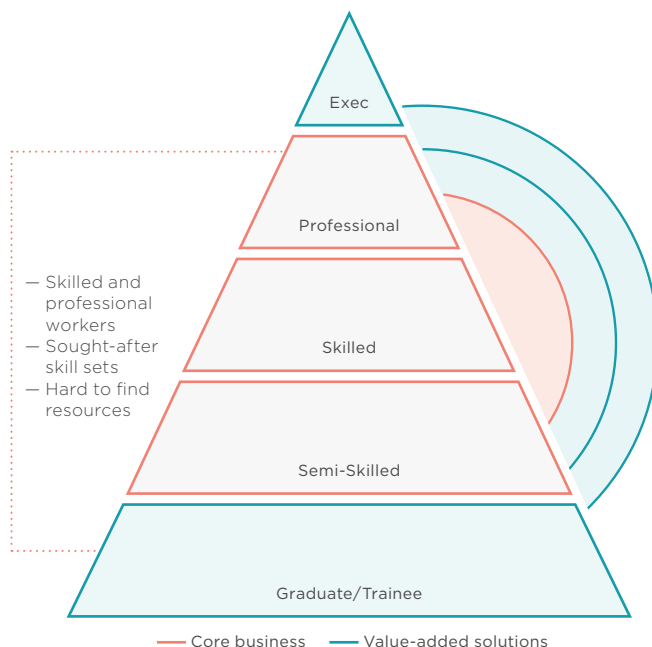 Exec
Professional
— Skilled and
professional
workers
— Sought-after
skill sets
— Hard to find
resources
Skilled
Semi-Skilled
Graduate/Trainee
Core business
Value-added solutions